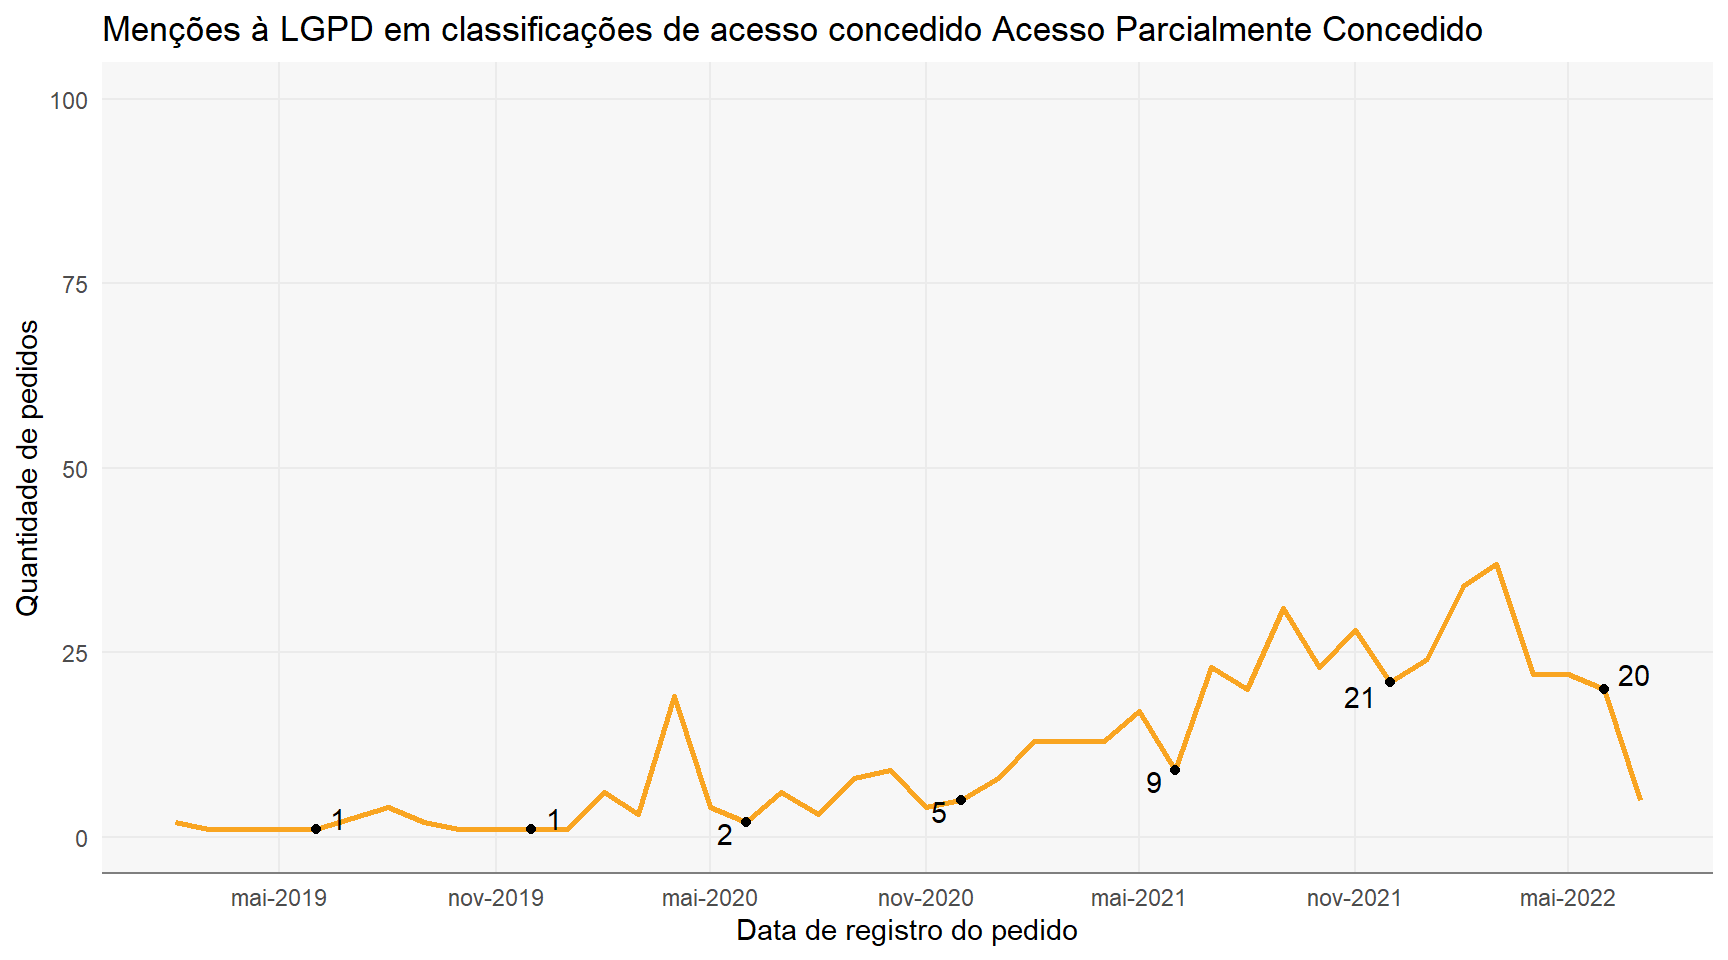 Menções à LGPD em classificações de acesso concedido Acesso Parcialmente Concedido
Quantidade de pedidos
100
75
50
25
0
1
1
2
5
9
21
20
mai-2019
nov-2019
mai-2020
nov-2020
mai-2021
nov-2021
mai-2022
Data de registro do pedido